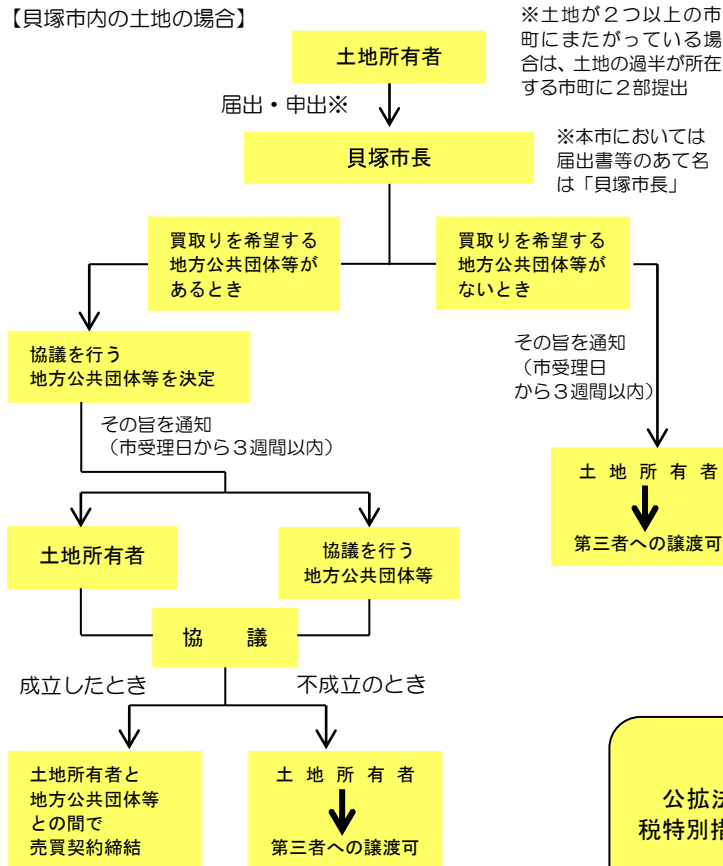 【貝塚市内の土地の場合】
※土地が２つ以上の市
町にまたがっている場
合は、土地の過半が所在
する市町に２部提出
土地所有者
届出・申出※
貝塚市長
※本市においては
届出書等のあて名
は「貝塚市長」
買取りを希望する
地方公共団体等が
あるとき
買取りを希望する
地方公共団体等が
ないとき
協議を行う
地方公共団体等を決定
その旨を通知
（市受理日
から３週間以内）
その旨を通知
（市受理日から３週間以内）
土地所有者
協議を行う
地方公共団体等
土 地 所 有 者
第三者への譲渡可
協　議
成立したとき
不成立のとき
土地所有者と
地方公共団体等
との間で
売買契約締結
土 地 所 有 者
第三者への譲渡可
公拡法
税特別措